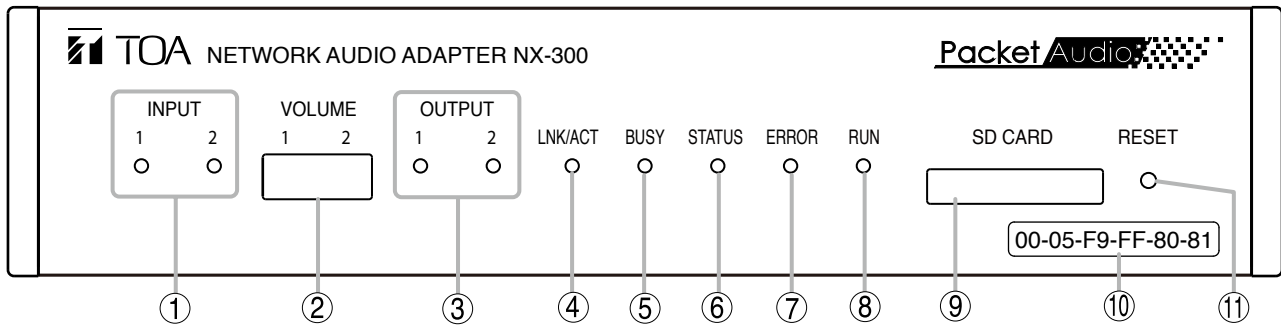 TOA NETWORK AUDIO ADAPTER NX-300
Packet Audio
INPUT
1 2
VOLUME
1 2
OUTPUT
1 2
LNK/ACT
BUSY
STATUS
ERROR
RUN
SD CARD
RESET
00-05-F9-FF-80-81
① ② ③ ④ ⑤ ⑥ ⑦ ⑧ ⑨ ⑩ ⑪